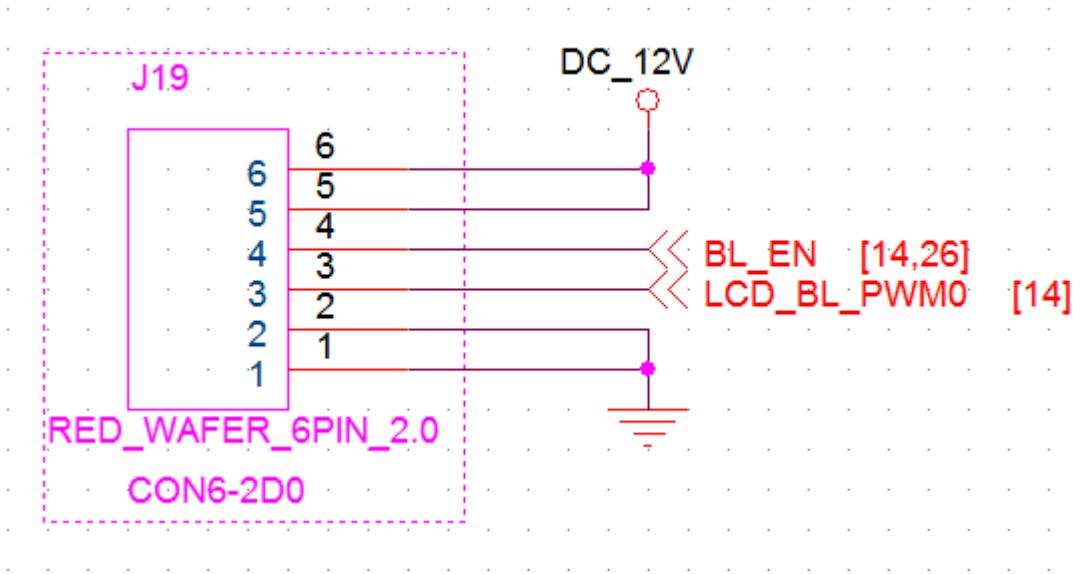 J19
DC_12V
6
6
5
5
4
4
BL_EN [14,26]
3
3
LCD_BL_PWM0 [14]
2
2
1
1
RED_WAFER_6PIN_2.0
CON6-2D0